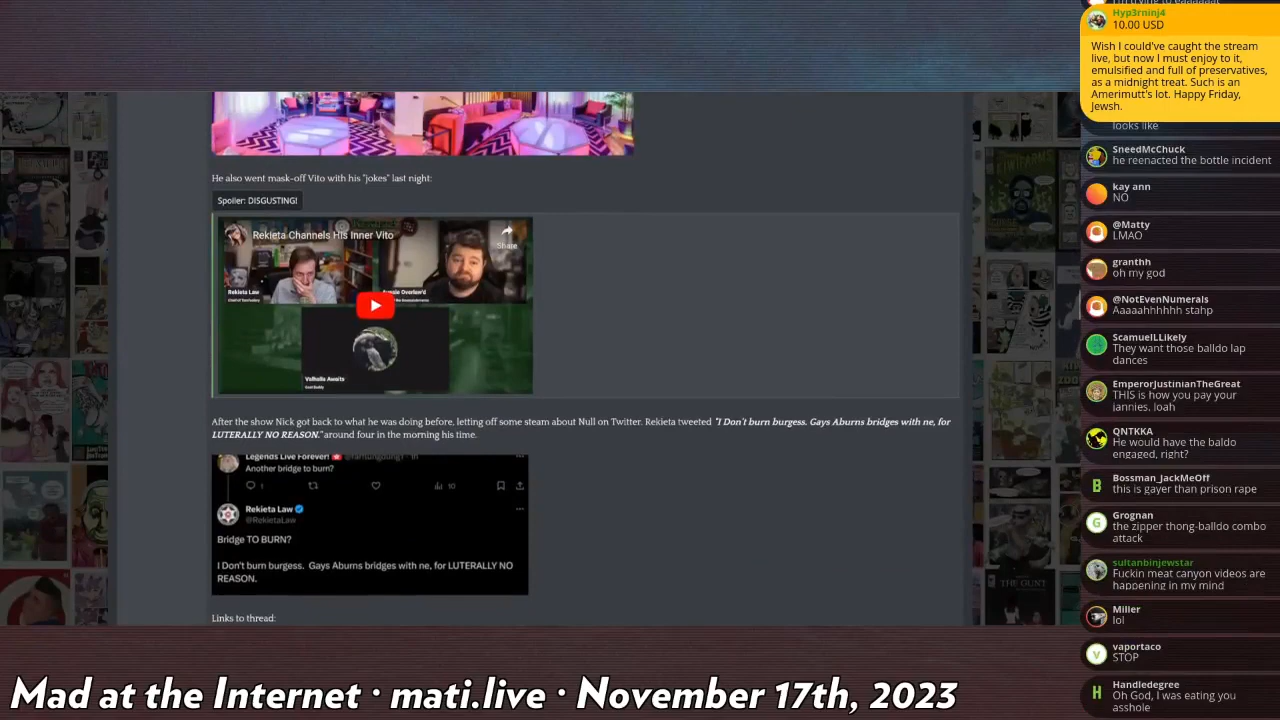 He also went mask-off Vito with his "jokes" last night:
Spoiler: DISGUSTING!
Rekieta Channels His Inner Vito
Share
Rekieta Law
Valhalla Awaits
After the show Nick got back to what he was doing before, letting off some steam about Null on Twitter. Rekieta tweeted "I Don't burn burgess. Gays Aburns bridges with ne, for
LUTERALLY NO REASON." around four in the morning his time.
Legends Live Forever!
Another bridge to burn?
1
10
Rekieta Law
@RekietaLaw
Bridge TO BURN?
I Don't burn burgess. Gays Aburns bridges with ne, for LUTERALLY NO
REASON.
Links to thread:
THE GUNT
Mad at the Internet · mati.live · November 17th, 2023
Hyp3rninj4
10.00 USD
Wish I could've caught the stream
live, but now I must enjoy to it,
emulsified and full of preservatives,
as a midnight treat. Such is an
Amerimutt's lot. Happy Friday,
Jewsh.
looks like
SneedMcChuck
he reenacted the bottle incident
kay ann
NO
@Matty
LMAO
granthh
oh my god
@NotEvenNumerals
Aaaaahhhhhh stahp
ScamuelLLikely
They want those balldo lap
dances
EmperorJustinianTheGreat
THIS is how you pay your
jannies, loah
QNTKKA
He would have the baldo
engaged, right?
B
Bossman_JackMeOff
this is gayer than prison rape
G
Grognan
the zipper thong-balldo combo
attack
sultanbinjewstar
Fuckin meat canyon videos are
happening in my mind
Miller
lol
v
vaportaco
STOP
H
Handledegree
Oh God, I was eating you
asshole